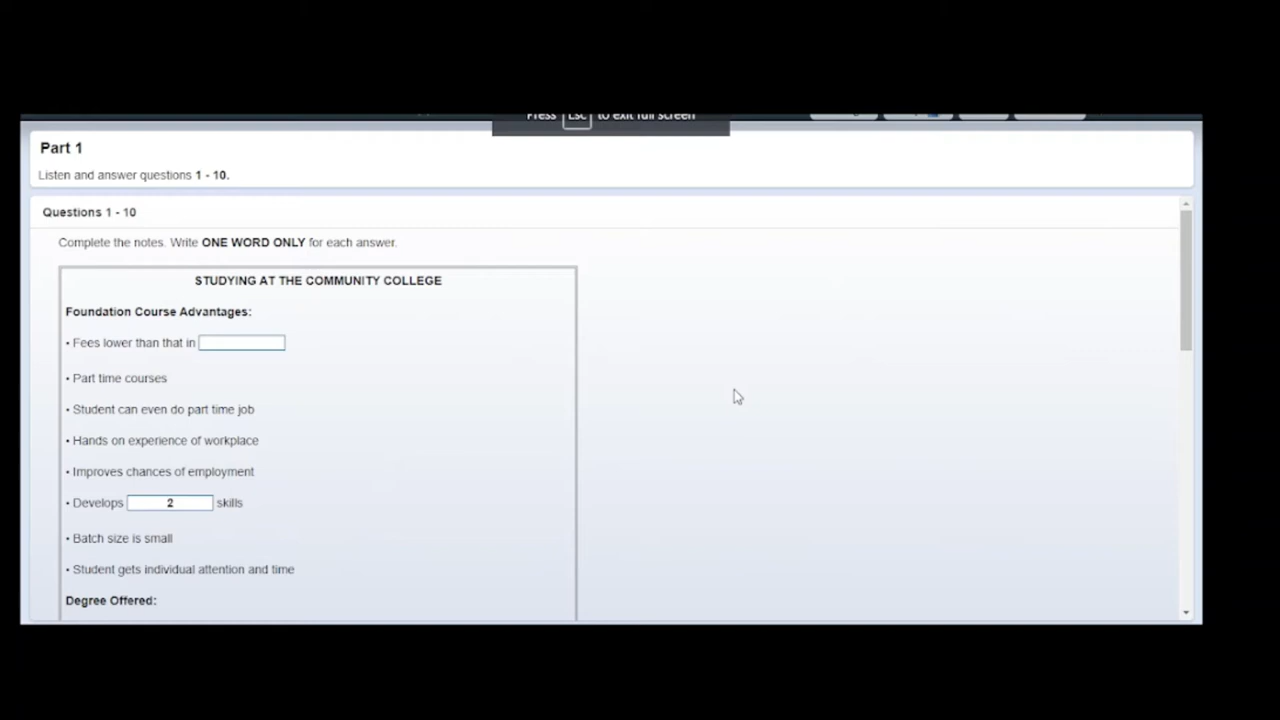 Press Esc to exit full screen
Part 1
Listen and answer questions 1 - 10.
Questions 1 - 10
Complete the notes. Write ONE WORD ONLY for each answer.
STUDYING AT THE COMMUNITY COLLEGE
Foundation Course Advantages:
• Fees lower than that in
• Part time courses
• Student can even do part time job
• Hands on experience of workplace
• Improves chances of employment
• Develops 2 skills
• Batch size is small
• Student gets individual attention and time
Degree Offered: